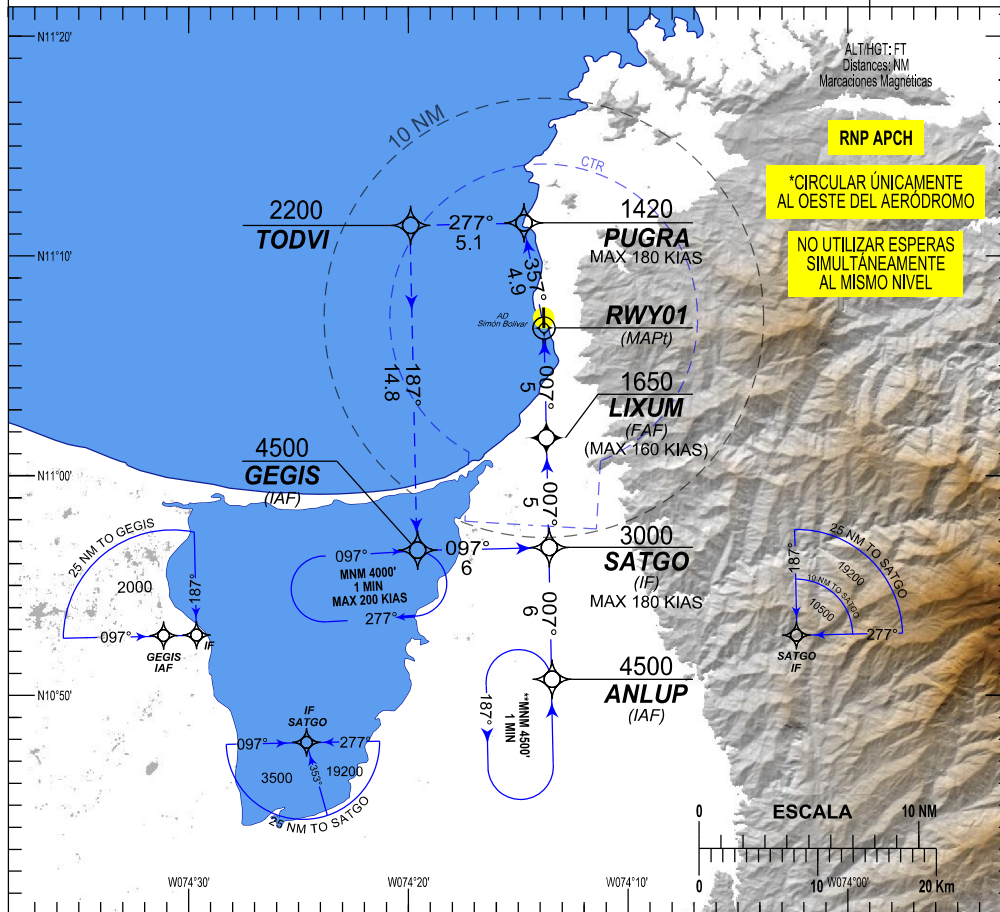 N11°20'
ALT/HGT: FT
Distances: NM
Marcaciones Magnéticas
10 NM
RNP APCH
CTR
*CIRCULAR ÚNICAMENTE
AL OESTE DEL AERÓDROMO
2200
TODVI
277°
5.1
1420
PUGRA
MAX 180 KIAS
NO UTILIZAR ESPERAS
SIMULTÁNEAMENTE
AL MISMO NIVEL
N11°10'
357°
4.9
AD
Simón Bolívar
RWY01
(MAPt)
187°
14.8
007°
5
1650
LIXUM
(FAF)
(MAX 160 KIAS)
4500
GEGIS
(IAF)
N11°00'
007°
5
25 NM TO GEGIS
2000
187°
097°
GEGIS
IAF
IF
097°
MNM 4000'
1 MIN
MAX 200 KIAS
277°
097°
6
3000
SATGO
(IF)
MAX 180 KIAS
25 NM TO SATGO
187°
19200
10 NM TO SATGO
10500
277°
SATGO
IF
007°
6
4500
ANLUP
(IAF)
N10°50'
187°
**MNM 4500'
1 MIN
IF
SATGO
097°
277°
353°
3500
19200
25 NM TO SATGO
0
ESCALA
10 NM
0
10
20 Km
W074°30'
W074°20'
W074°10'
W074°00'